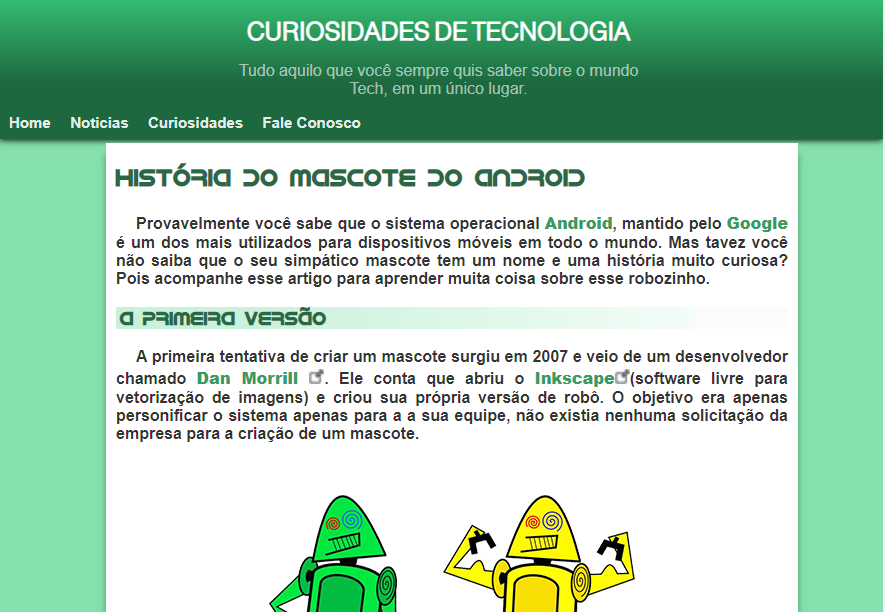 CURIOSIDADES DE TECNOLOGIA
Tudo aquilo que você sempre quis saber sobre o mundo
Tech, em um único lugar.
Home Noticias Curiosidades Fale Conosco
HISTÓRIA DO MASCOTE DO ANDROID
Provavelmente você sabe que o sistema operacional Android, mantido pelo Google
é um dos mais utilizados para dispositivos móveis em todo o mundo. Mas tavez você
não saiba que o seu simpático mascote tem um nome e uma história muito curiosa?
Pois acompanhe esse artigo para aprender muita coisa sobre esse robozinho.
A PRIMEIRA VERSÃO
A primeira tentativa de criar um mascote surgiu em 2007 e veio de um desenvolvedor
chamado Dan Morrill . Ele conta que abriu o Inkscape(software livre para
vetorização de imagens) e criou sua própria versão de robô. O objetivo era apenas
personificar o sistema apenas para a a sua equipe, não existia nenhuma solicitação da
empresa para a criação de um mascote.